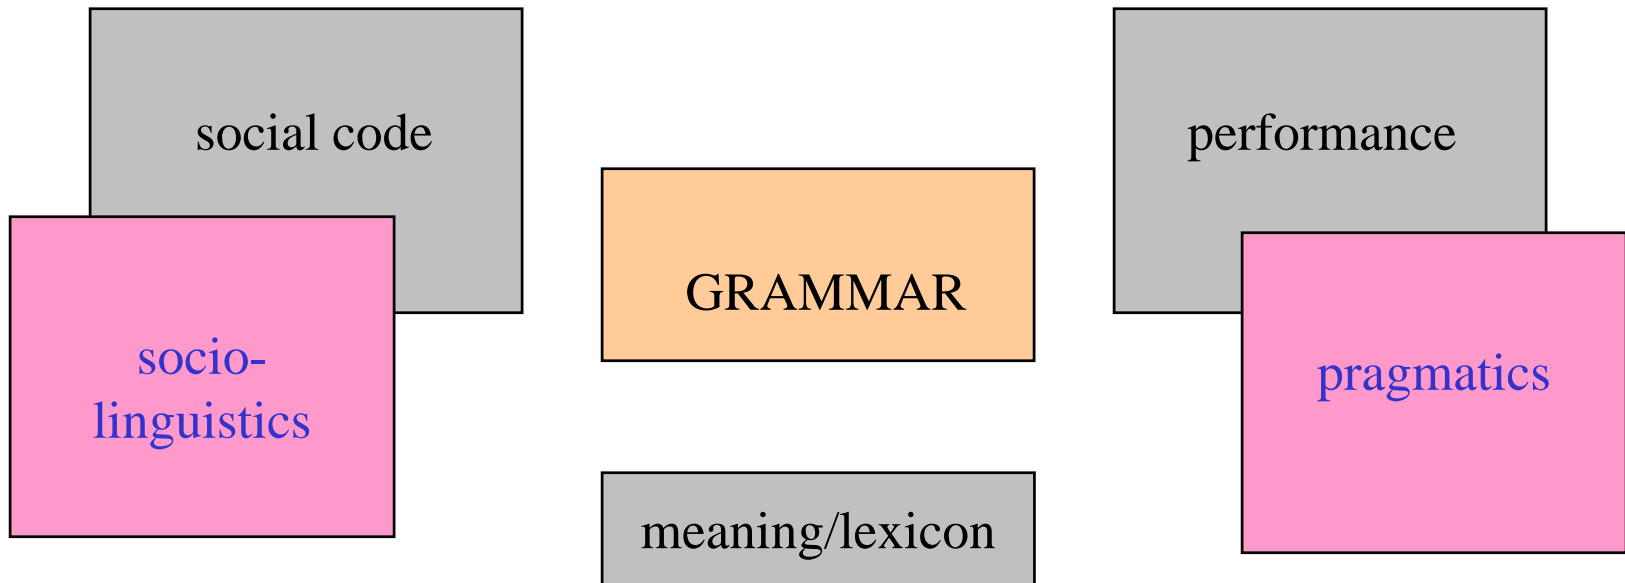 social code
performance
GRAMMAR
socio-
linguistics
pragmatics
meaning/lexicon